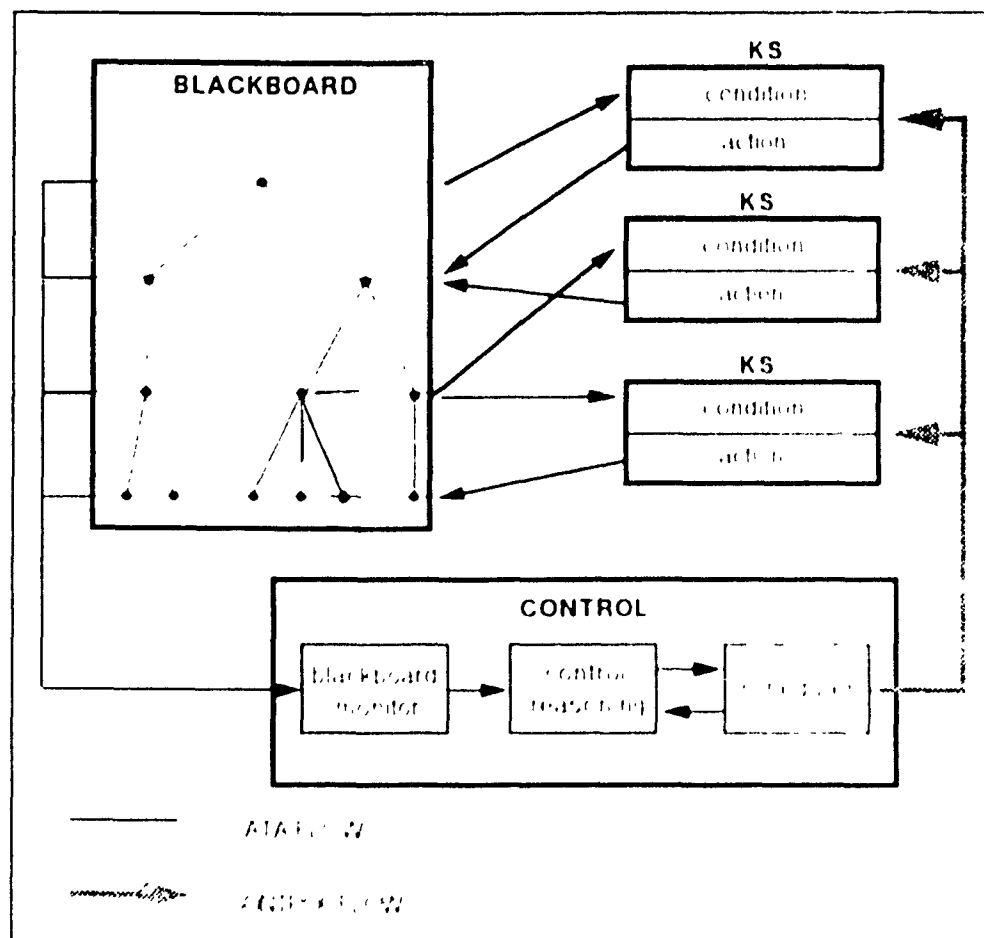 BLACKBOARD
KS
condition
action
KS
condition
action
KS
condition
action
CONTROL
blackboard
monitor
control
reasoning